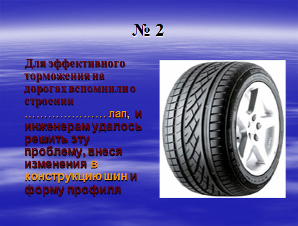 № 2
Для эффективного
торможения на
дорогах вспомнили о
строении
………………… лап, и
инженерам удалось
решить эту
проблему, внеся
изменения в
конструкцию шин и
форму профиля